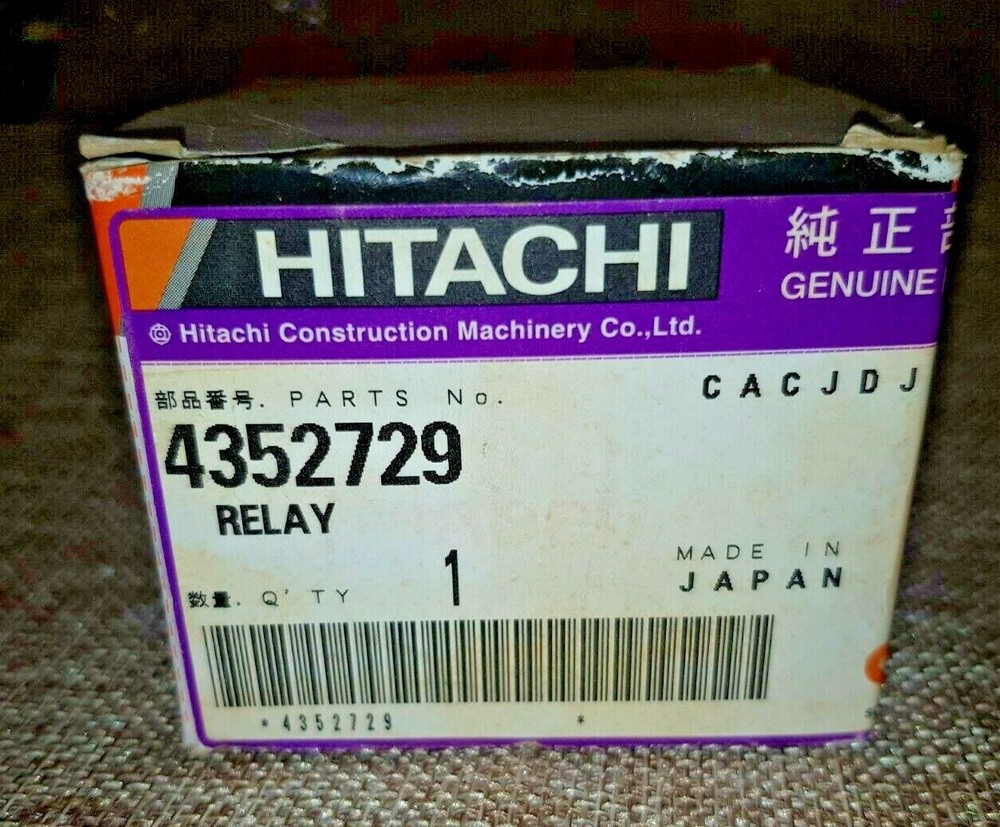 HITACHI
純正
GENUINE
Hitachi Construction Machinery Co.,Ltd.
CACJDJ
部品番号. PARTS No.
4352729
RELAY
MADE IN
JAPAN
数量. Q'TY 1
*4352729 *